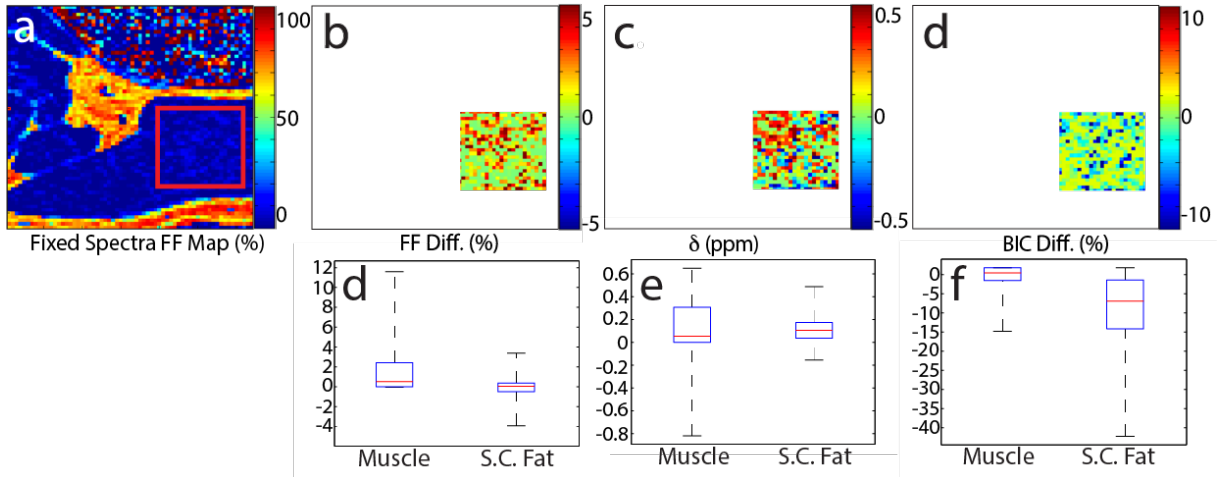 a
100
50
0
Fixed Spectra FF Map (%)
b
5
0
-5
FF Diff. (%)
c
0.5
0
-0.5
δ (ppm)
d
10
0
-10
BIC Diff. (%)
d
12
10
8
6
4
2
0
-2
-4
Muscle
S.C. Fat
e
0.6
0.4
0.2
0
-0.2
-0.4
-0.6
-0.8
Muscle
S.C. Fat
f
0
-5
-10
-15
-20
-25
-30
-35
-40
Muscle
S.C. Fat